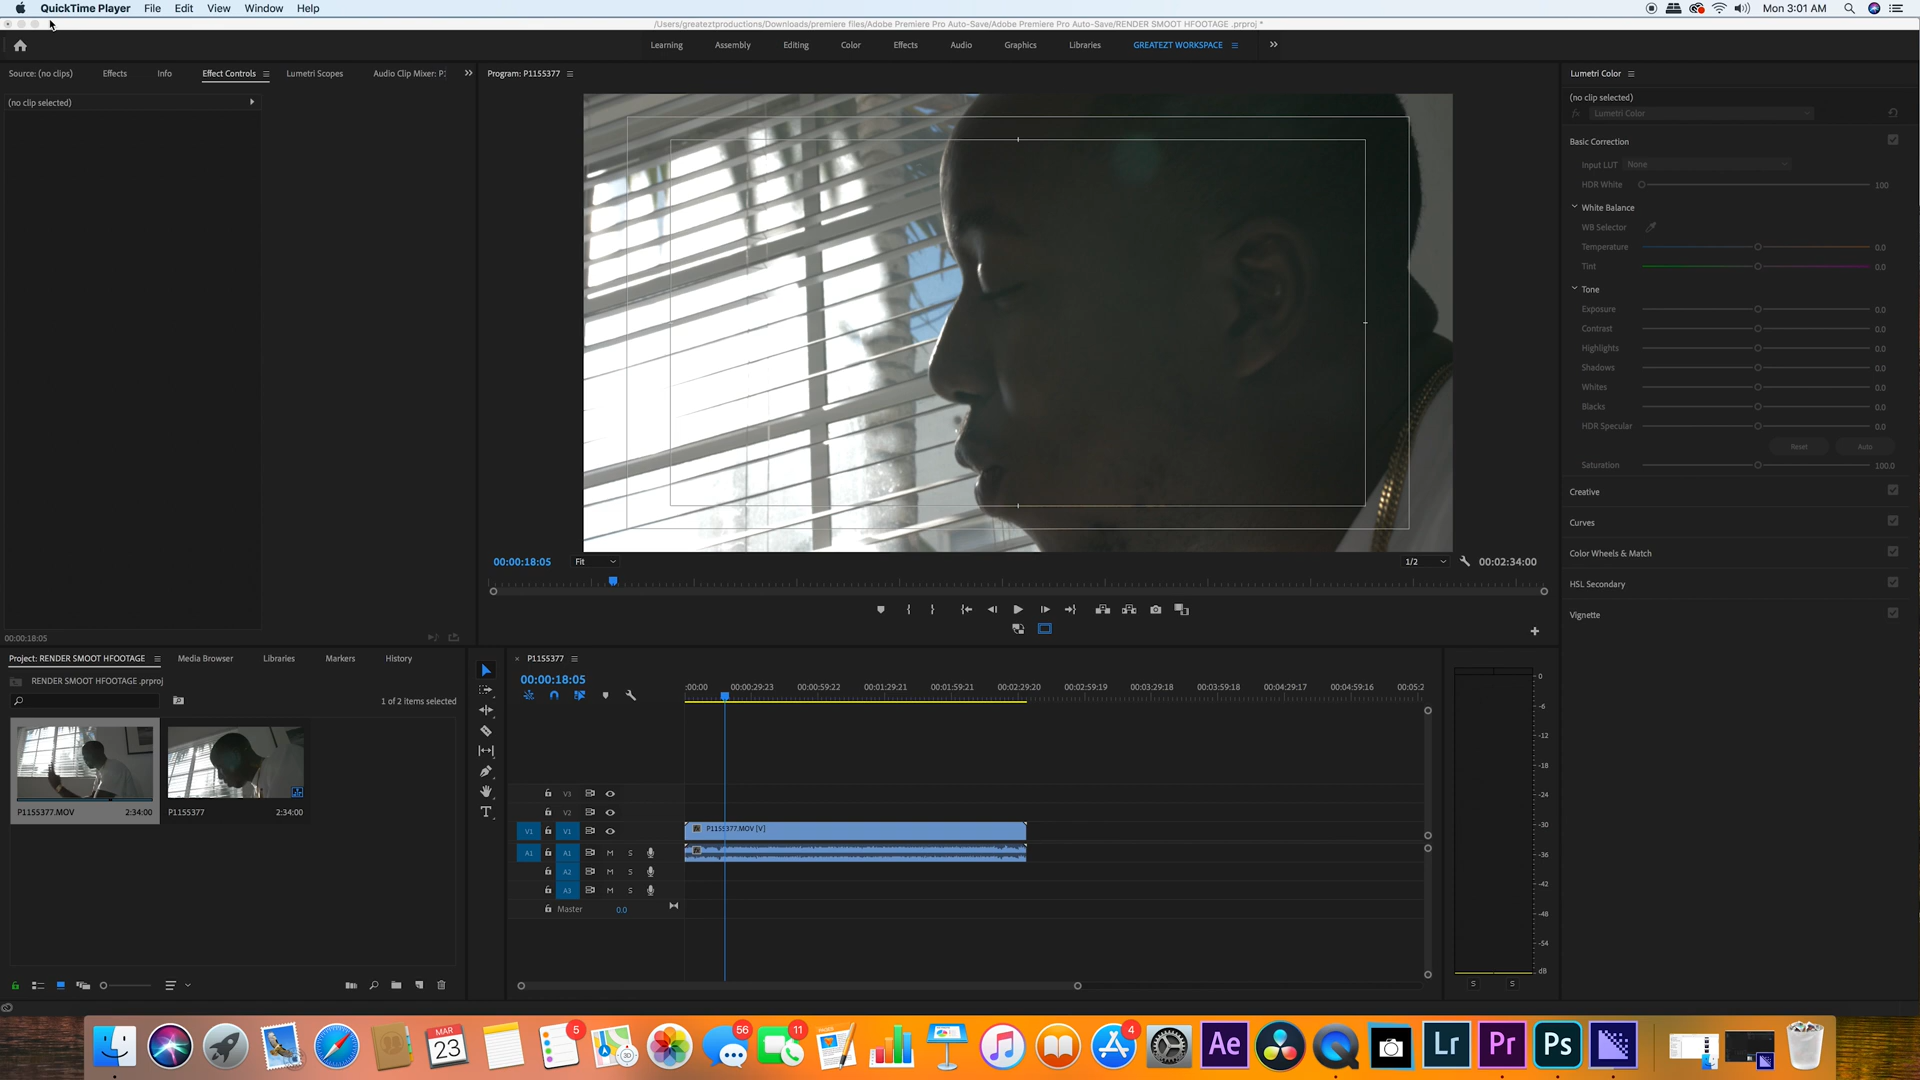 QuickTime Player File Edit View Window Help Mon 3:01 AM
/Users/greateztproductions/Downloads/premiere files/Adobe Premiere Pro Auto-Save/Adobe Premiere Pro Auto-Save/RENDER SMOOT HFOOTAGE .prproj *
Learning Assembly Editing Color Effects Audio Graphics Libraries GREATEZT WORKSPACE
Source: (no clips) Effects Info Effect Controls Lumetri Scopes Audio Clip Mixer: P:
Program: P1155377
Lumetri Color
(no clip selected)
(no clip selected)
fx Lumetri Color
Basic Correction
Input LUT None
HDR White 100
White Balance
WB Selector
Temperature 0.0
Tint 0.0
Tone
Exposure 0.0
Contrast 0.0
Highlights 0.0
Shadows 0.0
Whites 0.0
Blacks 0.0
HDR Specular 0.0
Reset Auto
Saturation 100.0
Creative
Curves
Color Wheels & Match
HSL Secondary
Vignette
00:00:18:05 Fit 1/2 00:02:34:00
00:00:18:05
Project: RENDER SMOOT HFOOTAGE Media Browser Libraries Markers History
RENDER SMOOT HFOOTAGE .prproj
1 of 2 items selected
P1155377.MOV 2:34:00 P1155377 2:34:00
P1155377
00:00:18:05
:00:00 00:00:29:23 00:00:59:22 00:01:29:21 00:01:59:21 00:02:29:20 00:02:59:19 00:03:29:18 00:03:59:18 00:04:29:17 00:04:59:16 00:05:2
V3
V2
V1 V1 P1155377.MOV [V]
A1 A1 M S
A2 M S
A3 M S
Master 0.0
0
-6
-12
-18
-24
-30
-36
-42
-48
-54
dB
S S
MAR
23
5
3D
56
11
PAGES
4
Ae
Lr
Pr
Ps